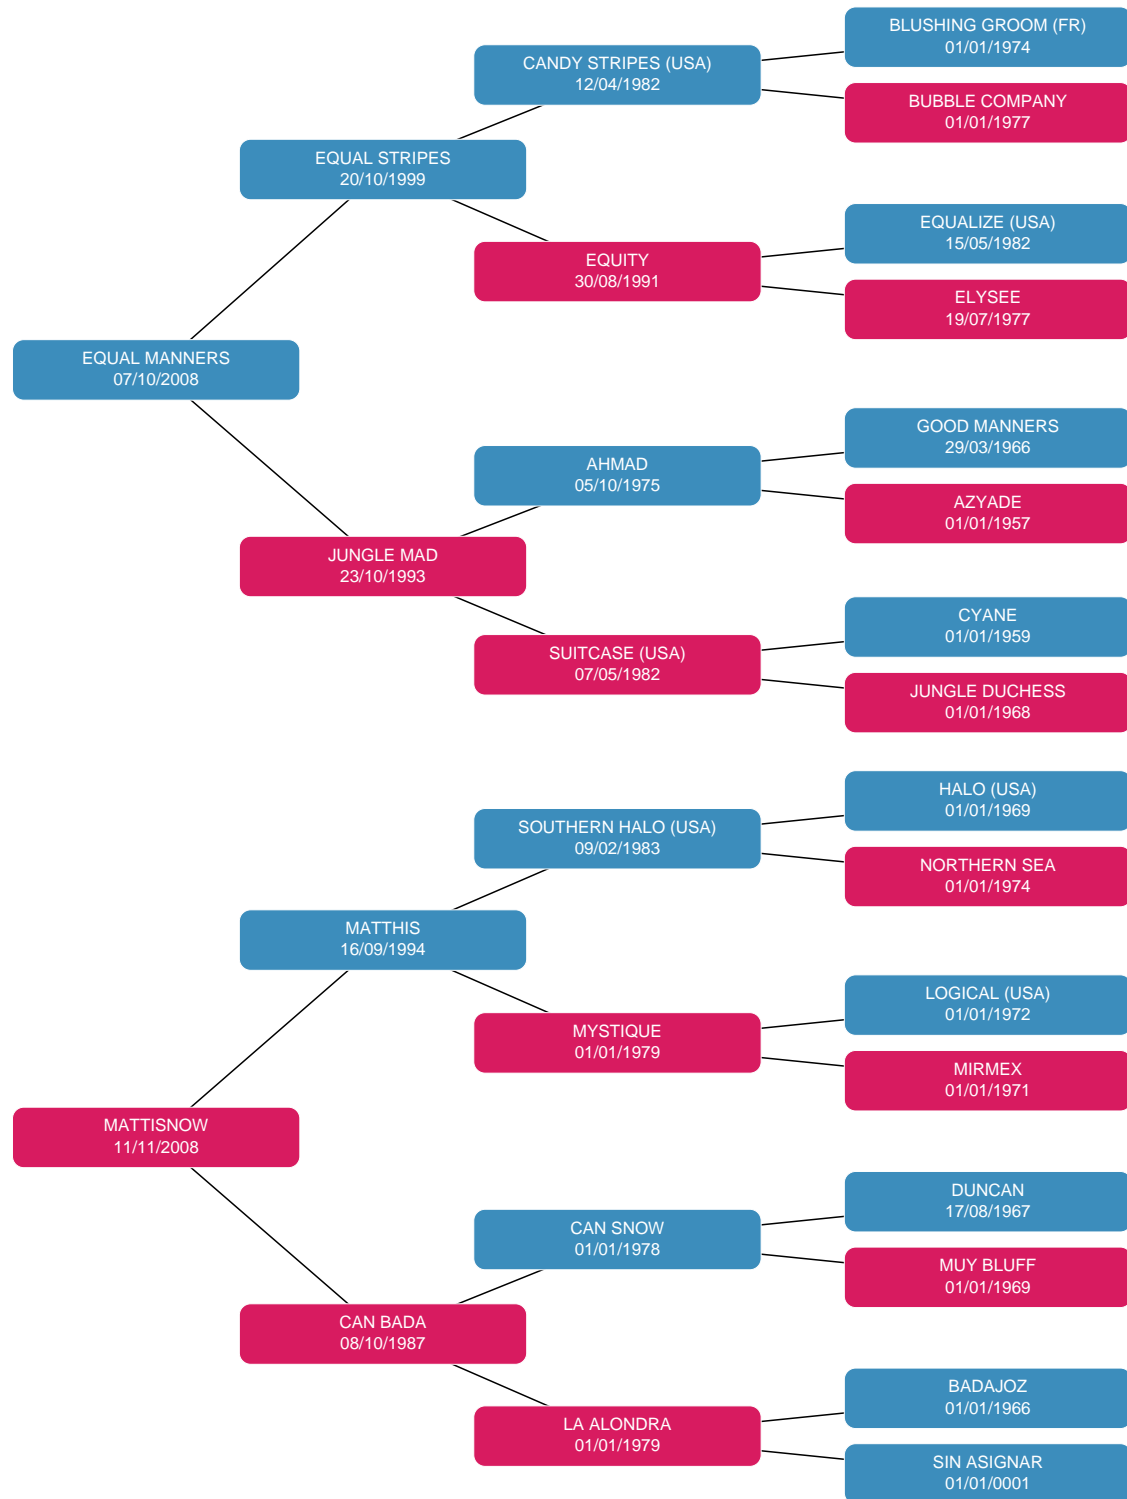 BLUSHING GROOM (FR)
01/01/1974
CANDY STRIPES (USA)
12/04/1982
BUBBLE COMPANY
01/01/1977
EQUAL STRIPES
20/10/1999
EQUALIZE (USA)
15/05/1982
EQUITY
30/08/1991
ELYSEE
19/07/1977
EQUAL MANNERS
07/10/2008
GOOD MANNERS
29/03/1966
AHMAD
05/10/1975
AZYADE
01/01/1957
JUNGLE MAD
23/10/1993
CYANE
01/01/1959
SUITCASE (USA)
07/05/1982
JUNGLE DUCHESS
01/01/1968
HALO (USA)
01/01/1969
SOUTHERN HALO (USA)
09/02/1983
NORTHERN SEA
01/01/1974
MATTHIS
16/09/1994
LOGICAL (USA)
01/01/1972
MYSTIQUE
01/01/1979
MIRMEX
01/01/1971
MATTISNOW
11/11/2008
DUNCAN
17/08/1967
CAN SNOW
01/01/1978
MUY BLUFF
01/01/1969
CAN BADA
08/10/1987
BADAJOZ
01/01/1966
LA ALONDRA
01/01/1979
SIN ASIGNAR
01/01/0001